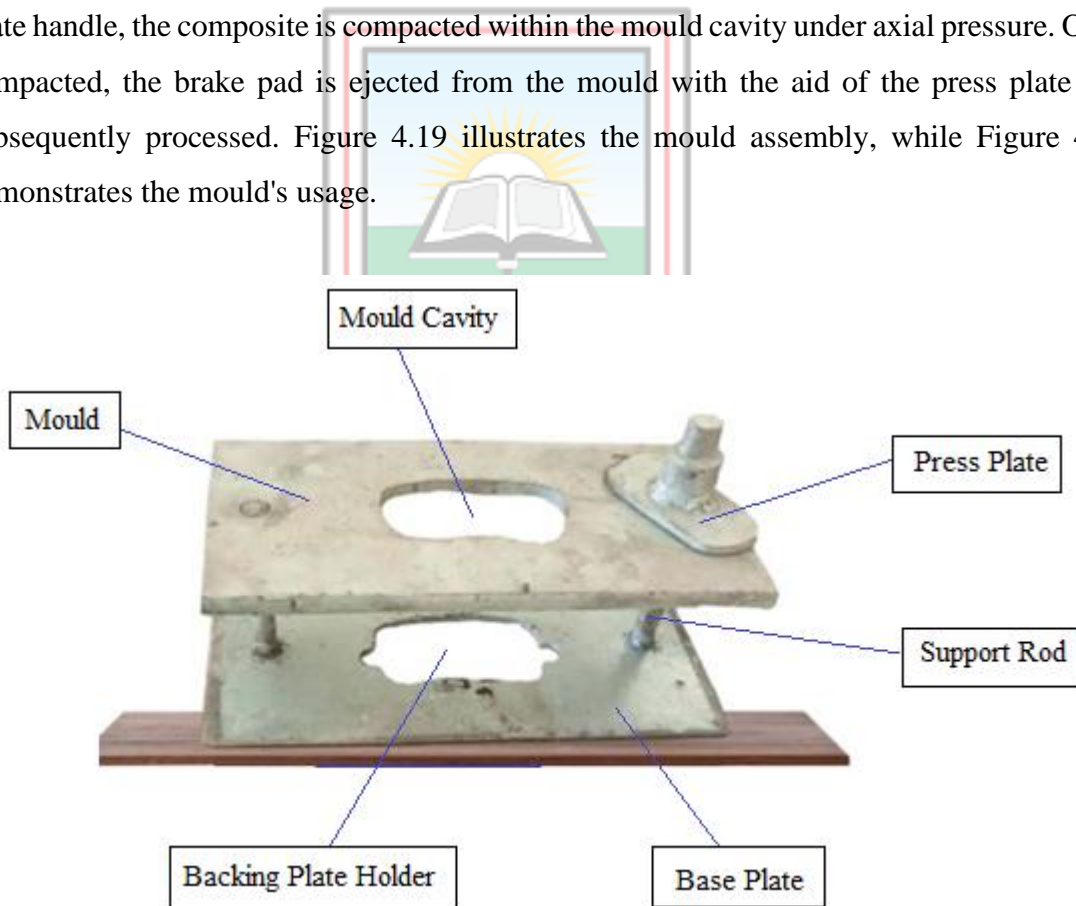 ate handle, the composite is compacted within the mould cavity under axial pressure. O
mpacted, the brake pad is ejected from the mould with the aid of the press plate
bsequently processed. Figure 4.19 illustrates the mould assembly, while Figure 4
monstrates the mould's usage.
Mould Cavity
Mould
Press Plate
Support Rod
Backing Plate Holder
Base Plate